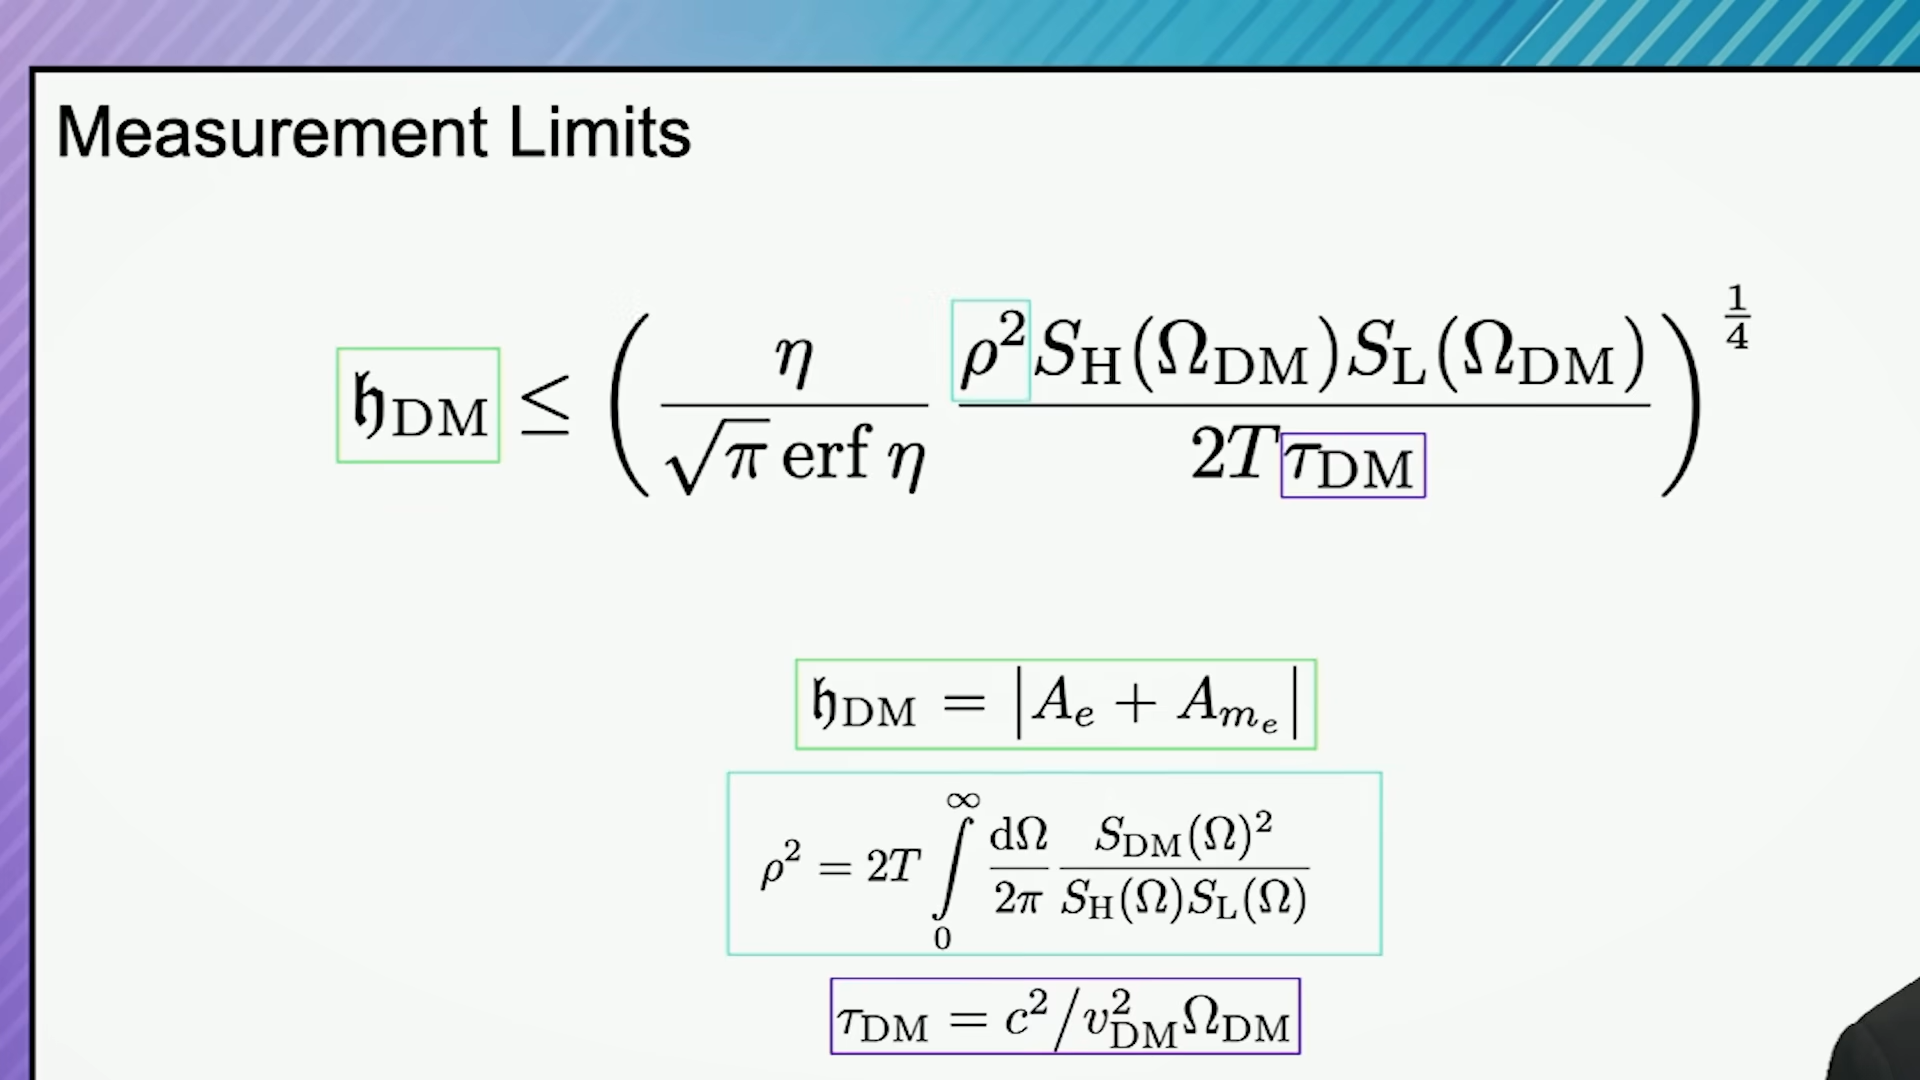 Measurement Limits
𝔥_DM ≤ ( η / (√π erf η) · ρ² S_H(Ω_DM) S_L(Ω_DM) / (2T τ_DM) )^(1/4)
𝔥_DM = |A_e + A_{m_e}|
ρ² = 2T ∫₀^∞ dΩ/2π · S_DM(Ω)² / (S_H(Ω) S_L(Ω))
τ_DM = c² / v²_DM Ω_DM